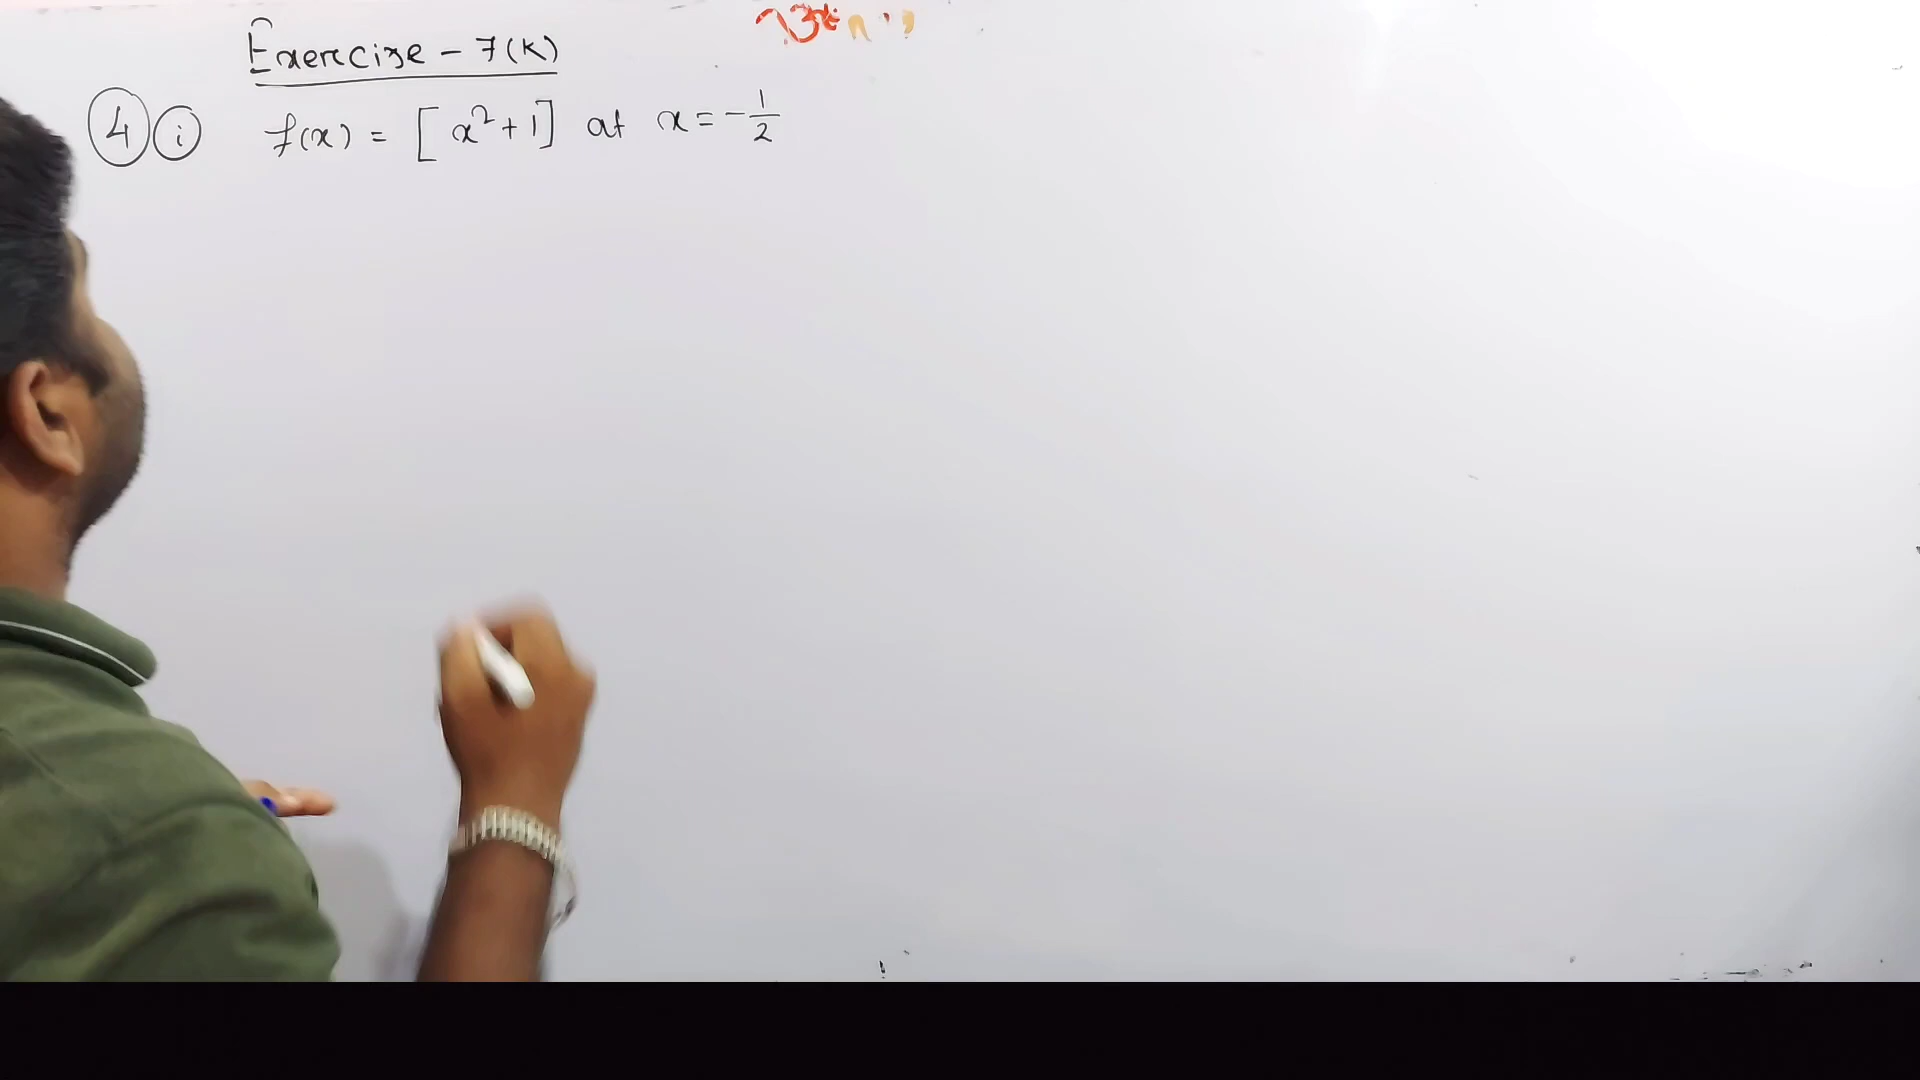 Exercise - 7(K)
4 i f(x) = [x²+1] at x = -1/2